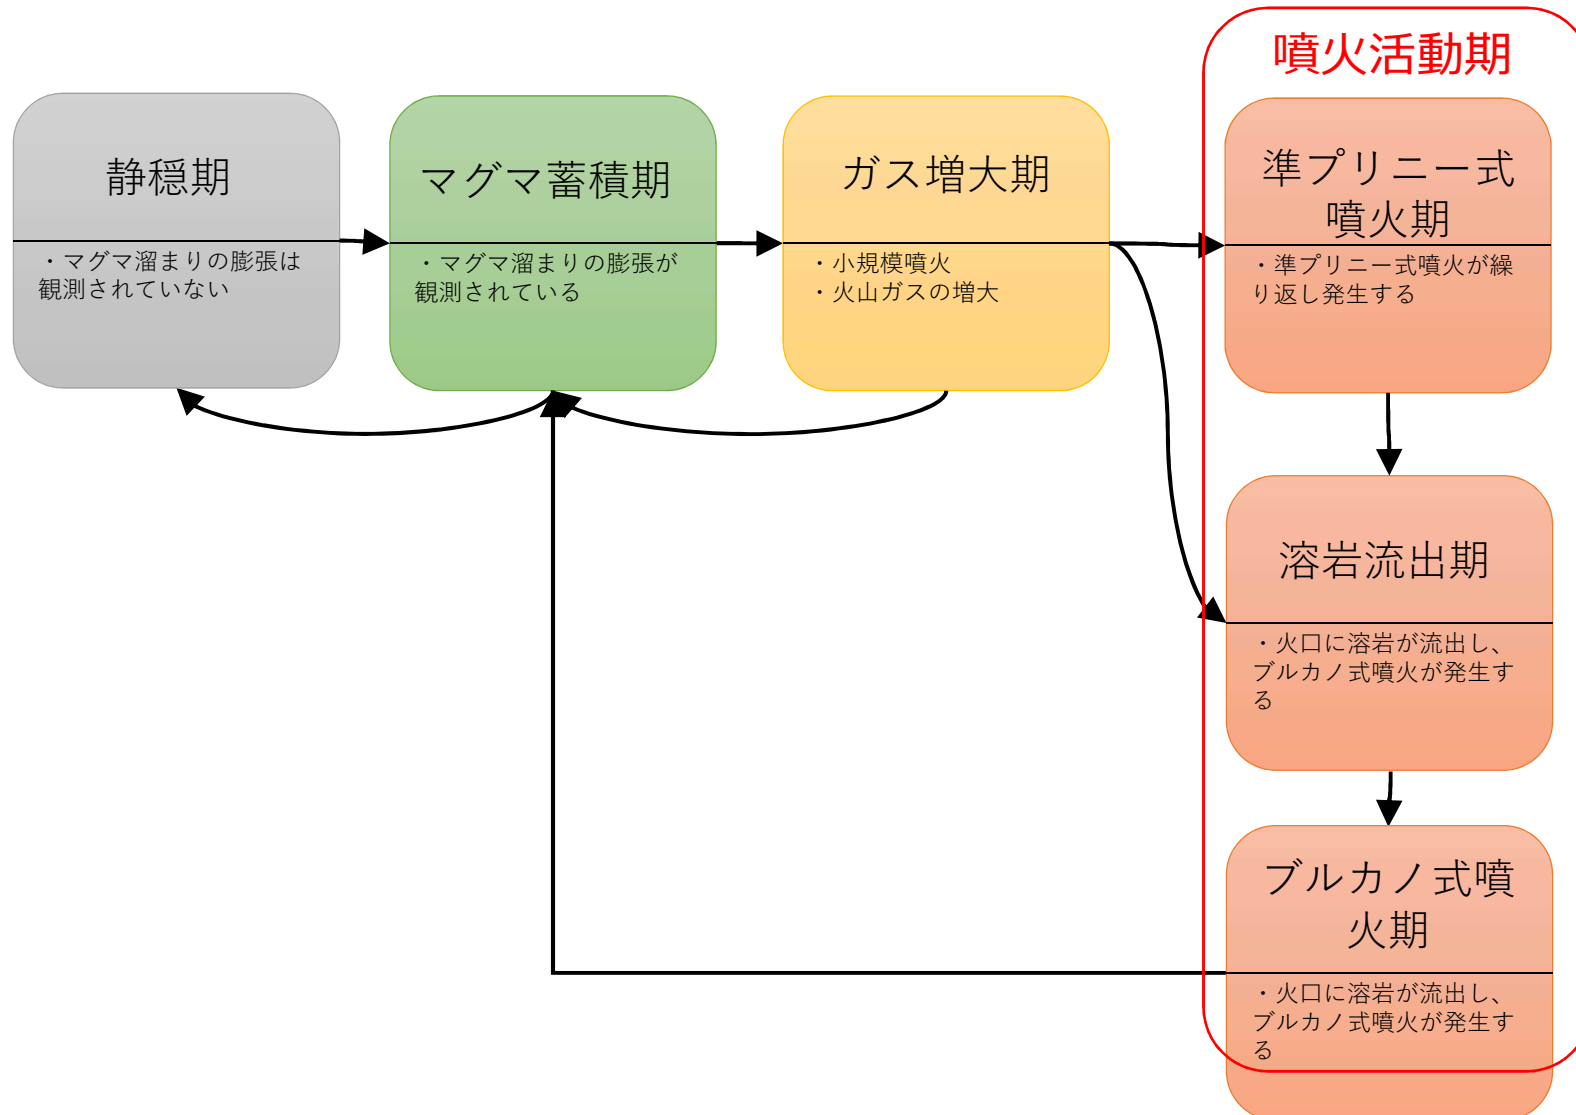 噴火活動期
静穏期
・マグマ溜まりの膨張は
観測されていない
マグマ蓄積期
・マグマ溜まりの膨張が
観測されている
ガス増大期
・小規模噴火
・火山ガスの増大
準プリニー式
噴火期
・準プリニー式噴火が繰
り返し発生する
溶岩流出期
・火口に溶岩が流出し、
ブルカノ式噴火が発生す
る
ブルカノ式噴
火期
・火口に溶岩が流出し、
ブルカノ式噴火が発生す
る